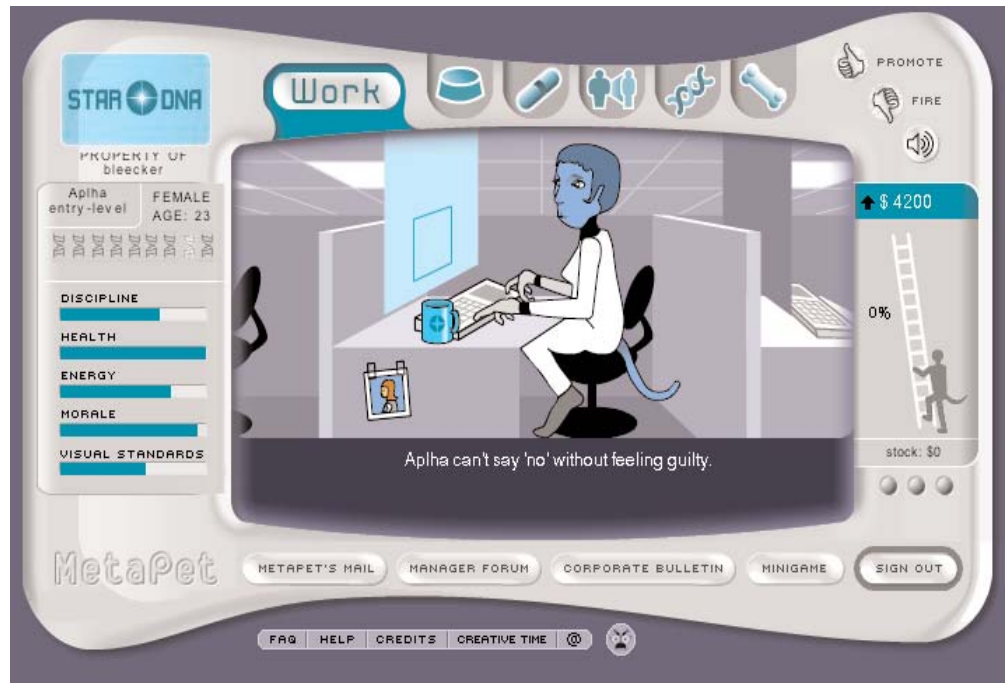 STAR DNA
PROPERTY OF
bleecker
Aplha
entry-level
FEMALE
AGE: 23
DISCIPLINE
HEALTH
ENERGY
MORALE
VISUAL STANDARDS
Work
PROMOTE
FIRE
$ 4200
0%
stock: $0
Aplha can't say 'no' without feeling guilty.
MetaPet
METAPET'S MAIL
MANAGER FORUM
CORPORATE BULLETIN
MINIGAME
SIGN OUT
FAQ HELP CREDITS CREATIVE TIME @